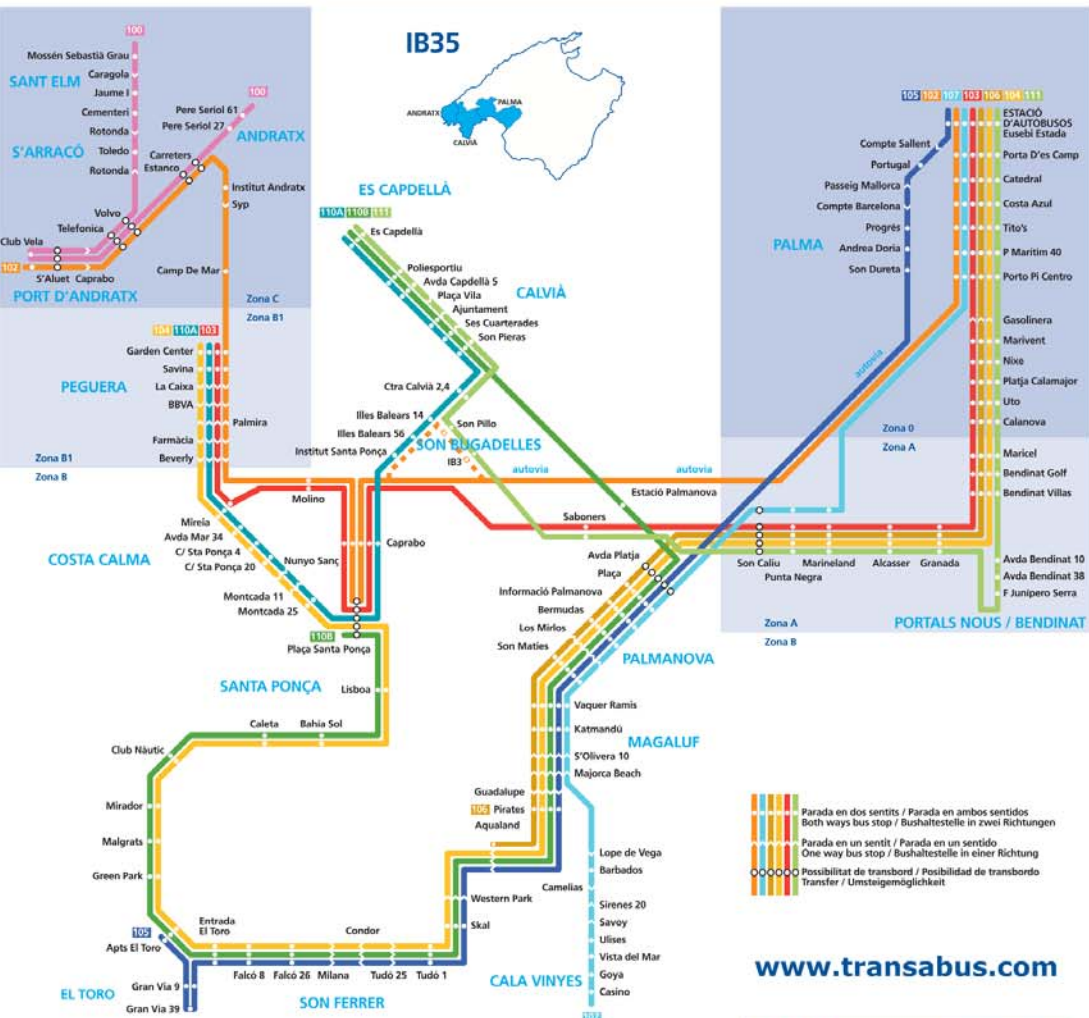 IB35
PALMA
ANDRATX
CALVIA
100
Mossén Sebastià Grau
SANT ELM
Caragola
Jaume I
Cementeri
Rotonda
S'ARRACÓ
Toledo
Rotonda
100
Pere Seriol 61
Pere Seriol 27
ANDRATX
Carreters
Estanco
Institut Andratx
Syp
Volvo
Telefonica
Club Vela
102
S'Aluet
Caprabo
PORT D'ANDRATX
Camp De Mar
Zona C
Zona B1
104 110A 103
Garden Center
Savina
PEGUERA
La Caixa
BBVA
Palmira
Farmàcia
Beverly
Zona B1
Zona B
ES CAPDELLÀ
110A 110B 111
Es Capdellà
Poliesportiu
Avda Capdellà 5
CALVIÀ
Plaça Vila
Ajuntament
Ses Cuarterades
Son Pieras
Ctra Calvià 2,4
Illes Balears 14
Son Pillo
Illes Balears 56
SON BUGADELLES
Institut Santa Ponça
IB3
autovia
autovia
Estació Palmanova
Molino
Saboners
Mireia
Avda Mar 34
C/ Sta Ponça 4
COSTA CALMA
C/ Sta Ponça 20
Nunyo Sanç
Caprabo
Montcada 11
Montcada 25
110B
Plaça Santa Ponça
SANTA PONÇA
Lisboa
Caleta
Bahia Sol
Club Nàutic
Mirador
Malgrats
Green Park
105
Apts El Toro
Entrada
El Toro
Condor
Gran Via 9
Falcó 8
Falcó 26
Milana
Tudó 25
Tudó 1
EL TORO
Gran Via 39
SON FERRER
Western Park
Skal
105 102 107 103 106 104 111
ESTACIÓ
D'AUTOBUSOS
Eusebi Estada
Compte Sallent
Porta D'es Camp
Portugal
Catedral
Passeig Mallorca
Compte Barcelona
Costa Azul
Progrés
Tito's
PALMA
Andrea Doria
P Maritim 40
Son Dureta
Porto Pi Centro
Gasolinera
Marivent
Nixe
autovia
Platja Calamajor
Uto
Calanova
Zona 0
Zona A
Maricel
Bendinat Golf
Bendinat Villas
Son Caliu
Punta Negra
Marineland
Alcasser
Granada
Avda Bendinat 10
Avda Bendinat 38
F Junípero Serra
Zona A
PORTALS NOUS / BENDINAT
Zona B
Avda Platja
Plaça
Informació Palmanova
Bermudas
Los Mirlos
Son Maties
PALMANOVA
Vaquer Ramis
Katmandú
MAGALUF
S'Olivera 10
Majorca Beach
Guadalupe
106 Pirates
Aqualand
Lope de Vega
Barbados
Camelias
Sirenes 20
Savoy
Ulises
Vista del Mar
CALA VINYES
Goya
Casino
Parada en dos sentits / Parada en ambos sentidos
Both ways bus stop / Bushaltestelle in zwei Richtungen
Parada en un sentit / Parada en un sentido
One way bus stop / Bushaltestelle in einer Richtung
Possibilitat de transbord / Posibilidad de transbordo
Transfer / Umsteigemöglichkeit
www.transabus.com